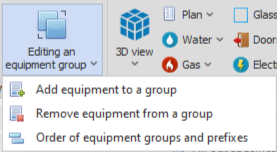 Editing an
equipment group
3D view
Plan
Water
Gas
Glass
Door
Elect
Add equipment to a group
Remove equipment from a group
Order of equipment groups and prefixes